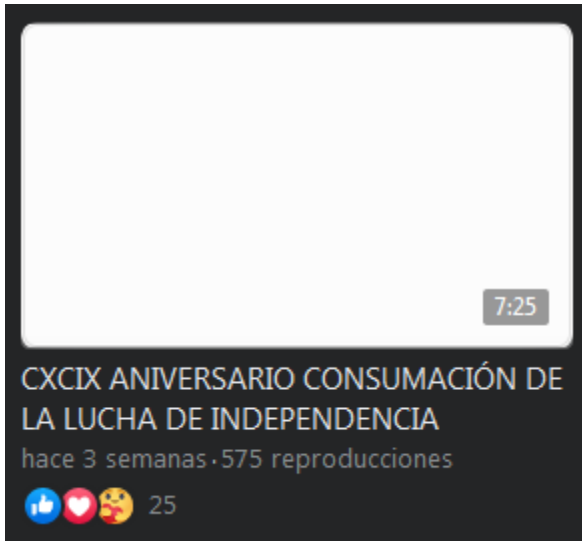 7:25
CXCIX ANIVERSARIO CONSUMACIÓN DE
LA LUCHA DE INDEPENDENCIA
hace 3 semanas · 575 reproducciones
25